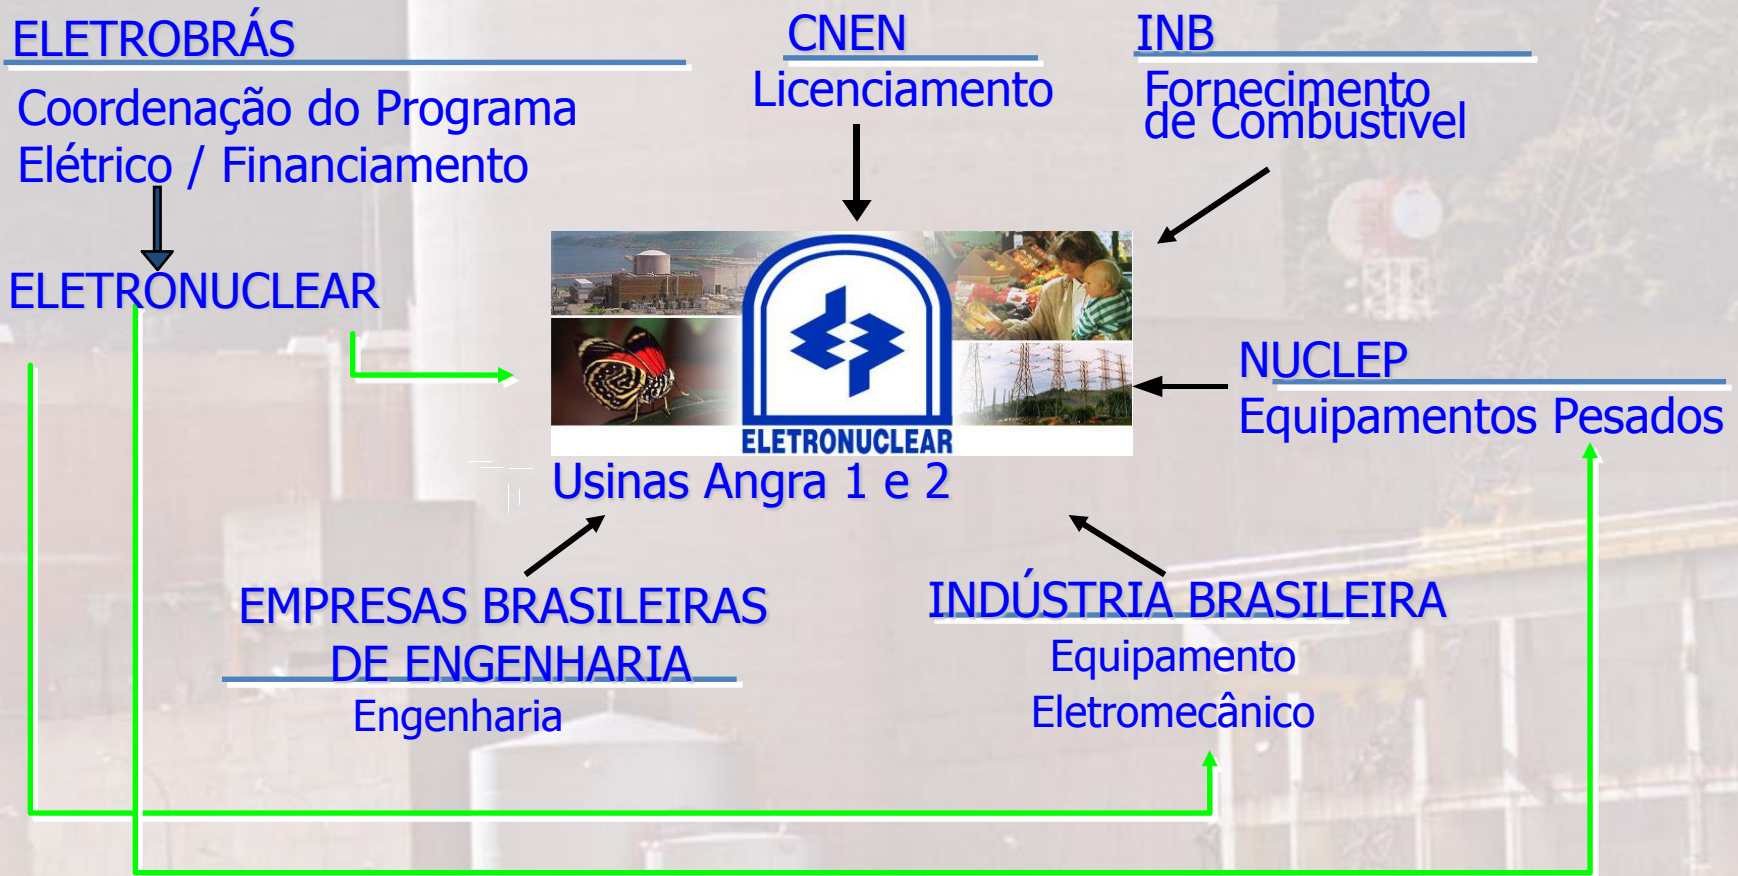 ELETROBRÁS
Coordenação do Programa
Elétrico / Financiamento
ELETRONUCLEAR
CNEN
Licenciamento
INB
Fornecimento
de Combustível
ELETRONUCLEAR
Usinas Angra 1 e 2
NUCLEP
Equipamentos Pesados
EMPRESAS BRASILEIRAS
DE ENGENHARIA
Engenharia
INDÚSTRIA BRASILEIRA
Equipamento
Eletromecânico